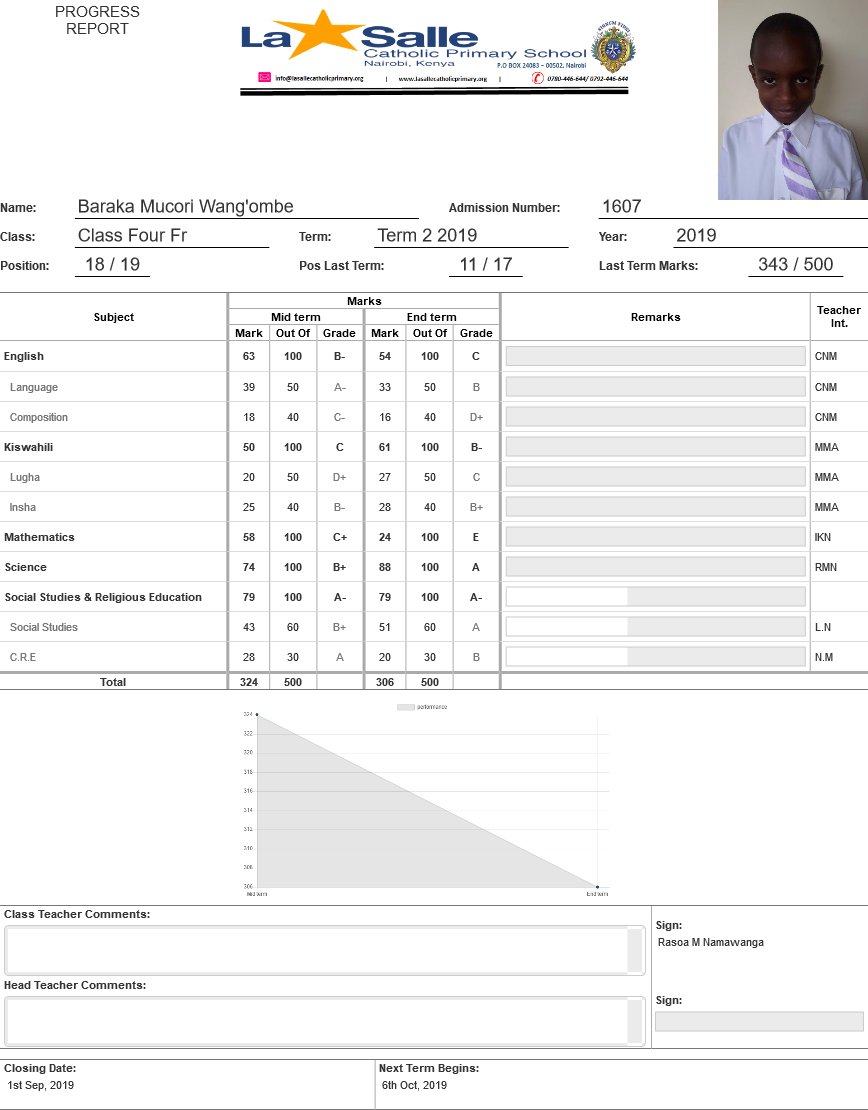 PROGRESS
REPORT
La Salle
Catholic Primary School
Nairobi, Kenya
P.O BOX 24083 – 00502, Nairobi
info@lasallecatholicprimary.org | www.lasallecatholicprimary.org | 0780-446-644/ 0792-446-644
Name: Baraka Mucori Wang'ombe Admission Number: 1607
Class: Class Four Fr Term: Term 2 2019 Year: 2019
Position: 18 / 19 Pos Last Term: 11 / 17 Last Term Marks: 343 / 500
Subject Marks Remarks Teacher Int.
Mid term End term
Mark Out Of Grade Mark Out Of Grade
English 63 100 B- 54 100 C CNM
Language 39 50 A- 33 50 B CNM
Composition 18 40 C- 16 40 D+ CNM
Kiswahili 50 100 C 61 100 B- MMA
Lugha 20 50 D+ 27 50 C MMA
Insha 25 40 B- 28 40 B+ MMA
Mathematics 58 100 C+ 24 100 E IKN
Science 74 100 B+ 88 100 A RMN
Social Studies & Religious Education 79 100 A- 79 100 A-
Social Studies 43 60 B+ 51 60 A L.N
C.R.E 28 30 A 20 30 B N.M
Total 324 500 306 500
performance
324
322
320
318
316
314
312
310
308
306
Mid term End term
Class Teacher Comments:
Sign:
Rasoa M Namawanga
Head Teacher Comments:
Sign:
Closing Date: Next Term Begins:
1st Sep, 2019 6th Oct, 2019